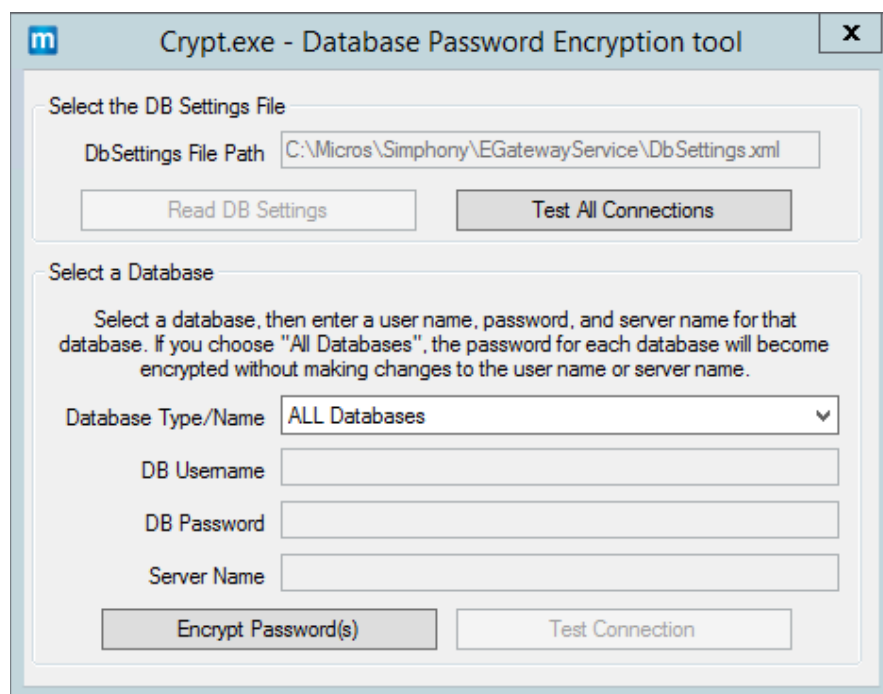 m
Crypt.exe - Database Password Encryption tool
x
Select the DB Settings File
DbSettings File Path
C:\Micros\Simphony\EGatewayService\DbSettings.xml
Read DB Settings
Test All Connections
Select a Database
Select a database, then enter a user name, password, and server name for that
database. If you choose "All Databases", the password for each database will become
encrypted without making changes to the user name or server name.
Database Type/Name
ALL Databases
DB Username
DB Password
Server Name
Encrypt Password(s)
Test Connection